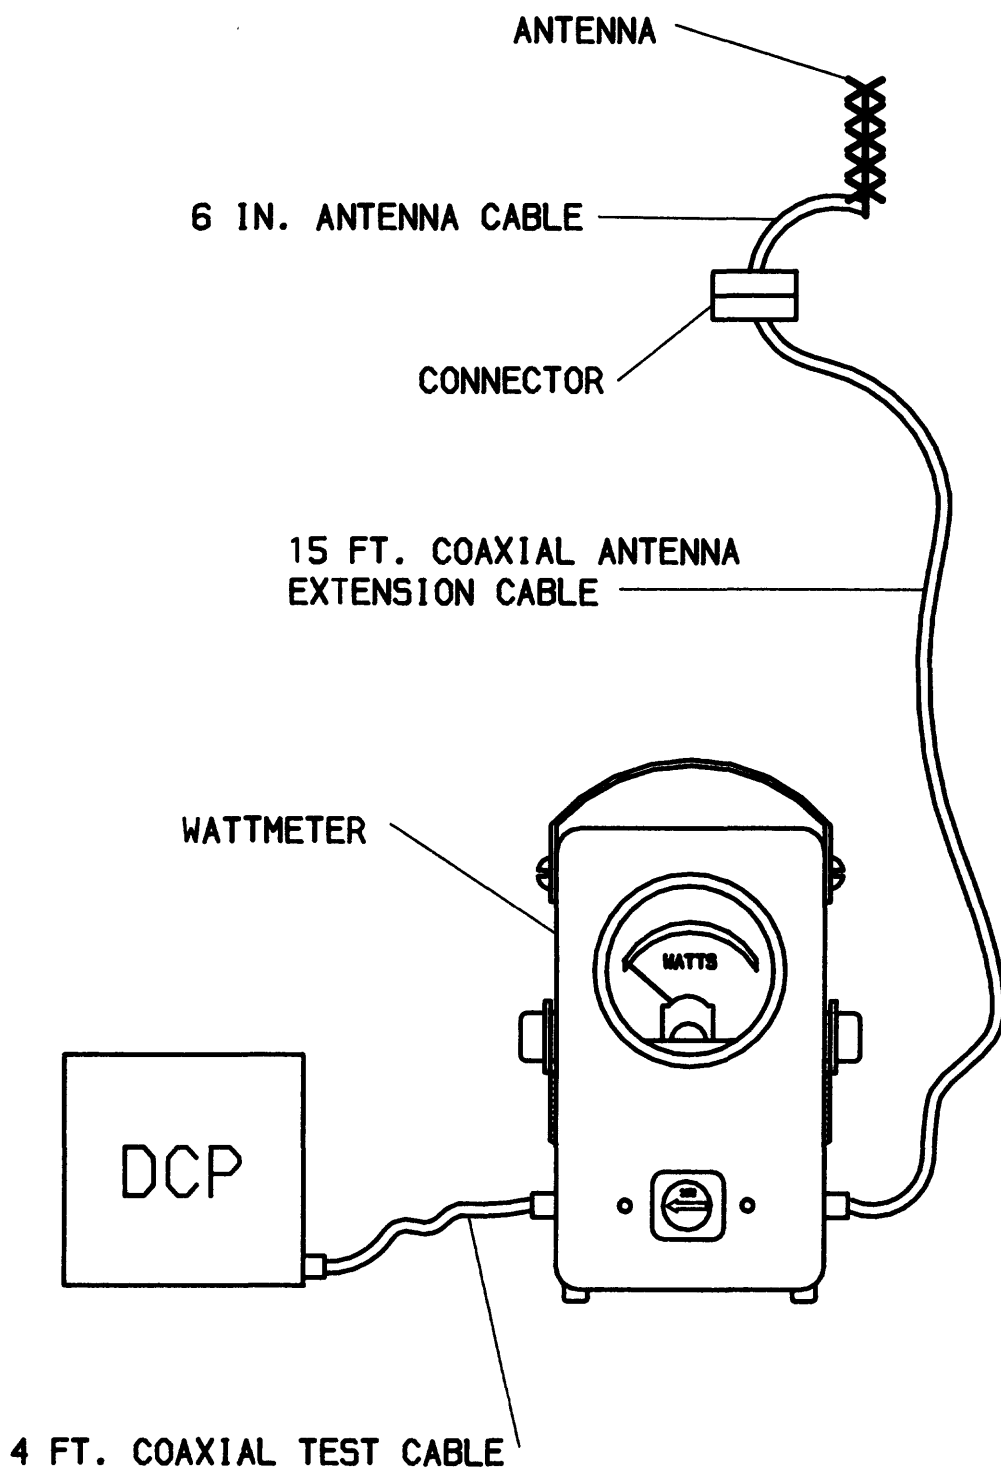 ANTENNA
6 IN. ANTENNA CABLE
CONNECTOR
15 FT. COAXIAL ANTENNA
EXTENSION CABLE
WATTMETER
WATTS
DCP
4 FT. COAXIAL TEST CABLE